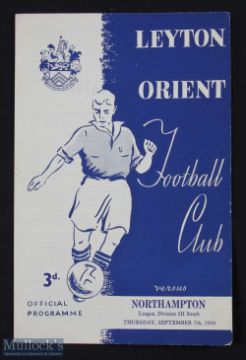 LEYTON
ORIENT
Football
Club
3d.
OFFICIAL
PROGRAMME
versus
NORTHAMPTON
League, Division III South
THURSDAY, SEPTEMBER 7th, 1950
Mullock's